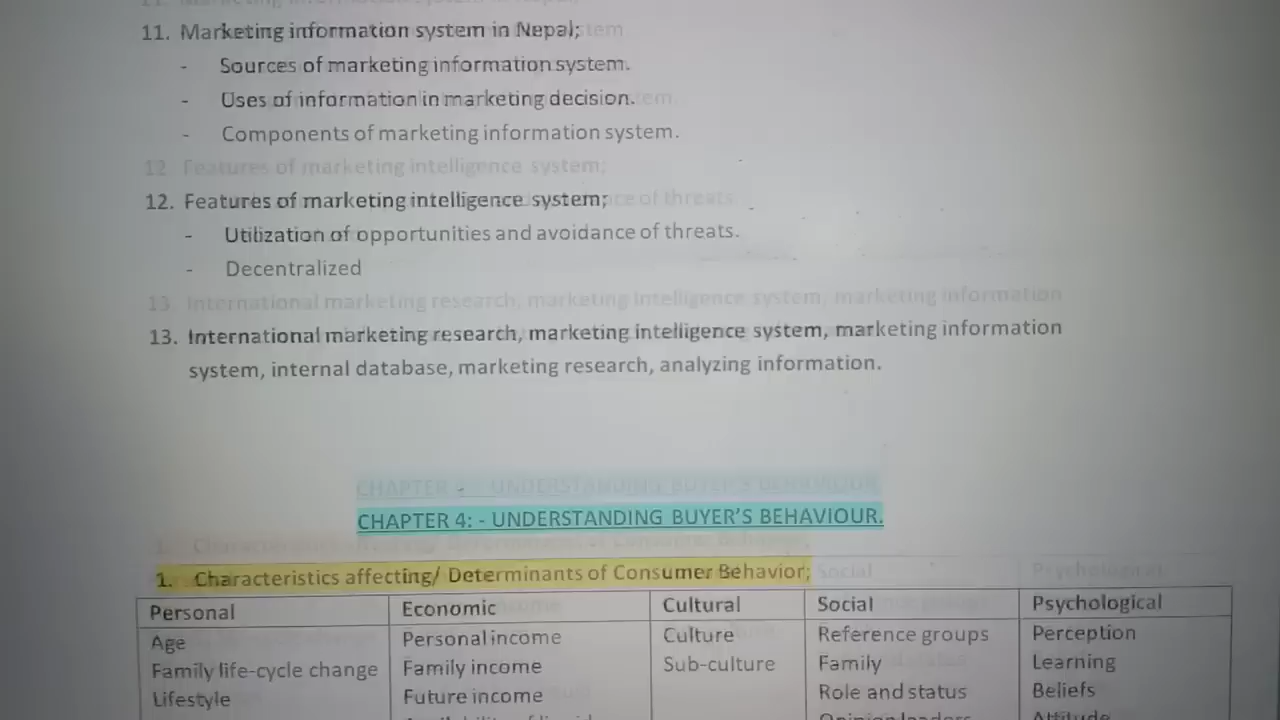 11. Marketing information system in Nepal;
- Sources of marketing information system.
- Uses of information in marketing decision.
- Components of marketing information system.
12. Features of marketing intelligence system;
- Utilization of opportunities and avoidance of threats.
- Decentralized
13. International marketing research, marketing intelligence system, marketing information
system, internal database, marketing research, analyzing information.
CHAPTER 4: - UNDERSTANDING BUYER'S BEHAVIOUR.
1. Characteristics affecting/ Determinants of Consumer Behavior;
Personal Economic Cultural Social Psychological
Age Personal income Culture Reference groups Perception
Family life-cycle change Family income Sub-culture Family Learning
Lifestyle Future income Role and status Beliefs